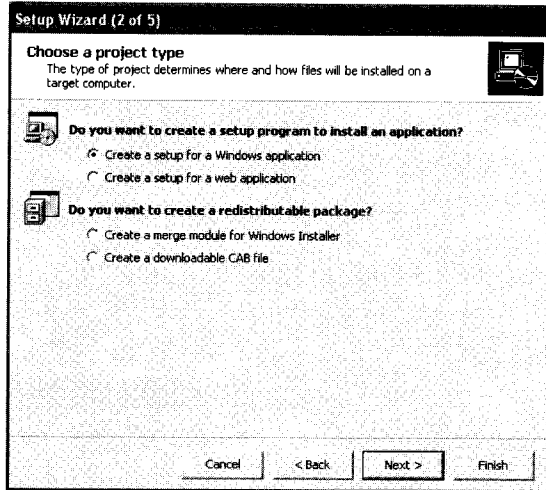 Setup Wizard (2 of 5)
Choose a project type
The type of project determines where and how files will be installed on a
target computer.
Do you want to create a setup program to install an application?
Create a setup for a Windows application
Create a setup for a web application
Do you want to create a redistributable package?
Create a merge module for Windows Installer
Create a downloadable CAB file
Cancel
< Back
Next >
Finish